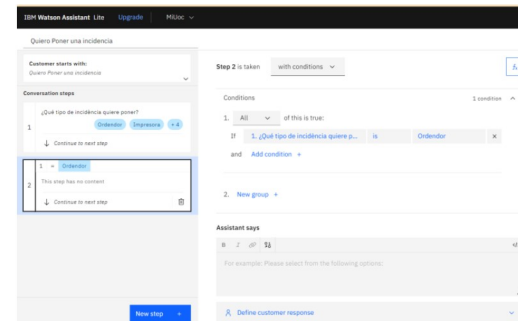 IBM Watson Assistant Lite Upgrade MiUoc
Quiero Poner una incidencia
Customer starts with:
Quiero Poner una incidencia
Conversation steps
1
¿Qué tipo de incidència quiere poner?
Ordendor Impresora + 4
Continue to next step
2
1 = Ordendor
This step has no content
Continue to next step
New step +
Step 2 is taken with conditions
Conditions 1 condition
1. All of this is true:
If 1. ¿Qué tipo de incidència quiere p... is Ordendor ×
and Add condition +
2. New group +
Assistant says
B I
For example: Please select from the following options:
Define customer response